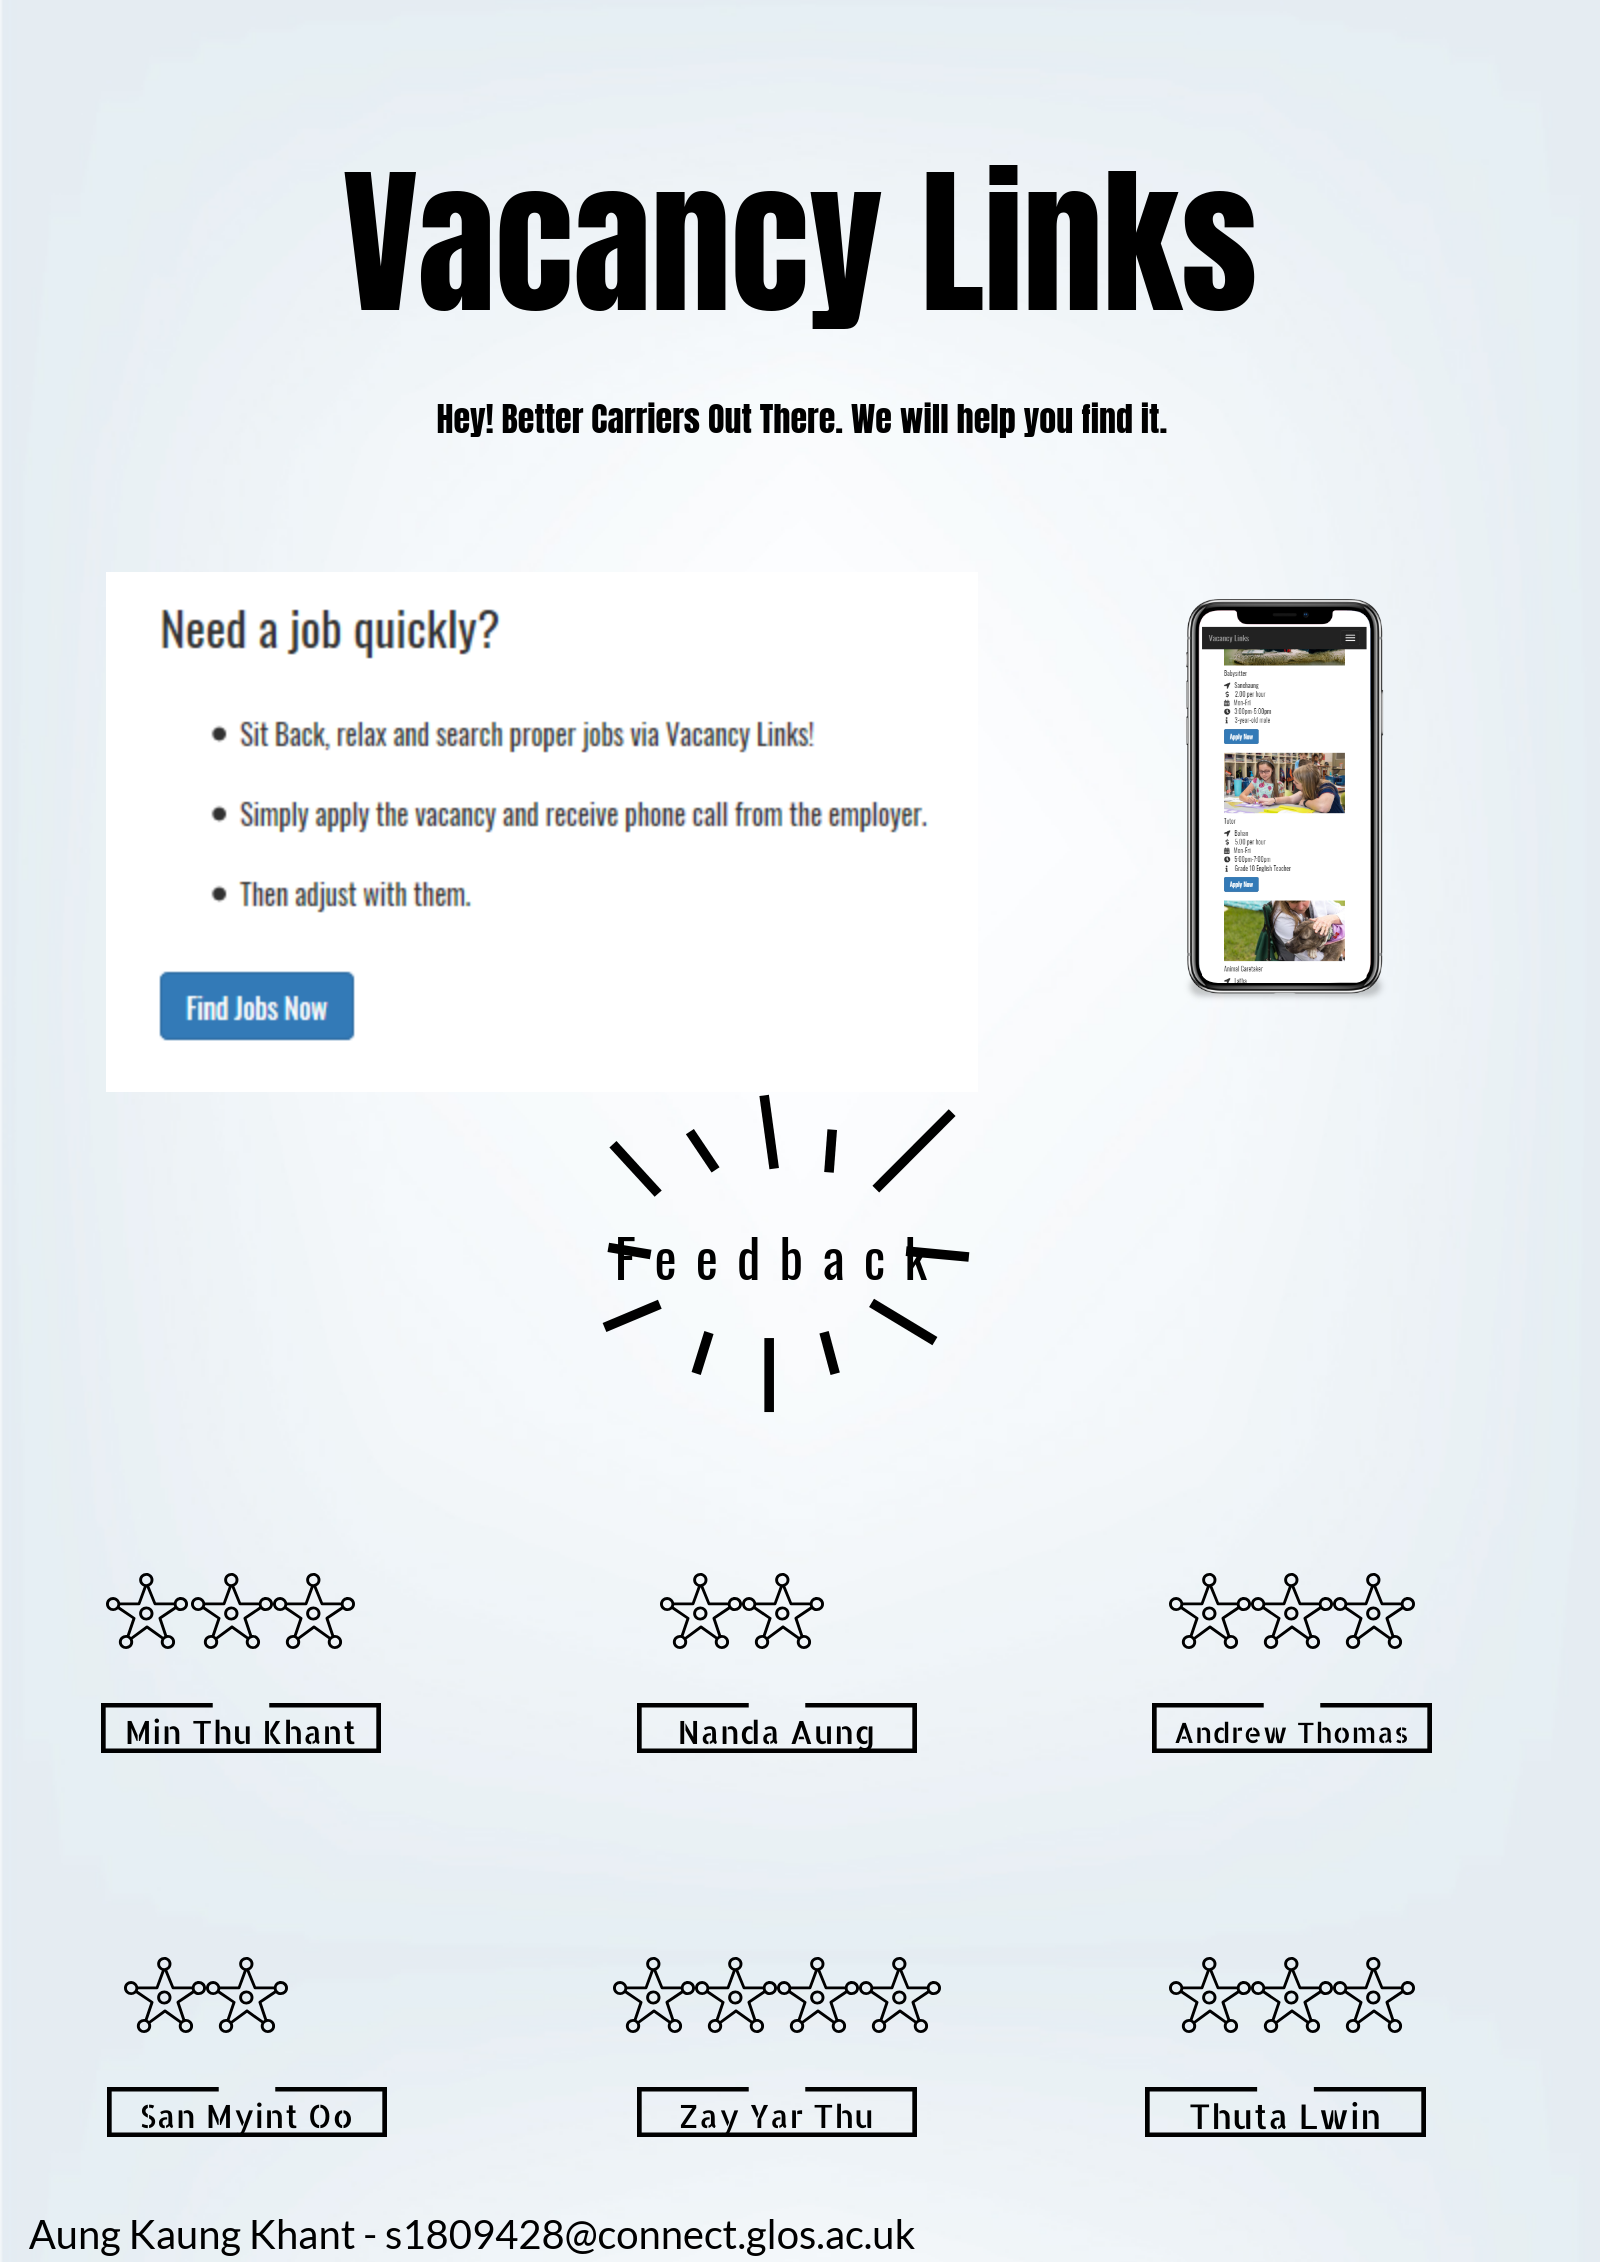 Vacancy Links
Hey! Better Carriers Out There. We will help you find it.
Need a job quickly?
Sit Back, relax and search proper jobs via Vacancy Links!
Simply apply the vacancy and receive phone call from the employer.
Then adjust with them.
Find Jobs Now
Vacancy Links
Babysitter
Sanchaung
2.00 per hour
Mon-Fri
3:00pm-5:00pm
3-year-old male
Apply Now
Tutor
Bahan
5.00 per hour
Mon-Fri
5:00pm-7:00pm
Grade 10 English Teacher
Apply Now
Animal Caretaker
Feedback
Min Thu Khant
Nanda Aung
Andrew Thomas
San Myint Oo
Zay Yar Thu
Thuta Lwin
Aung Kaung Khant - s1809428@connect.glos.ac.uk